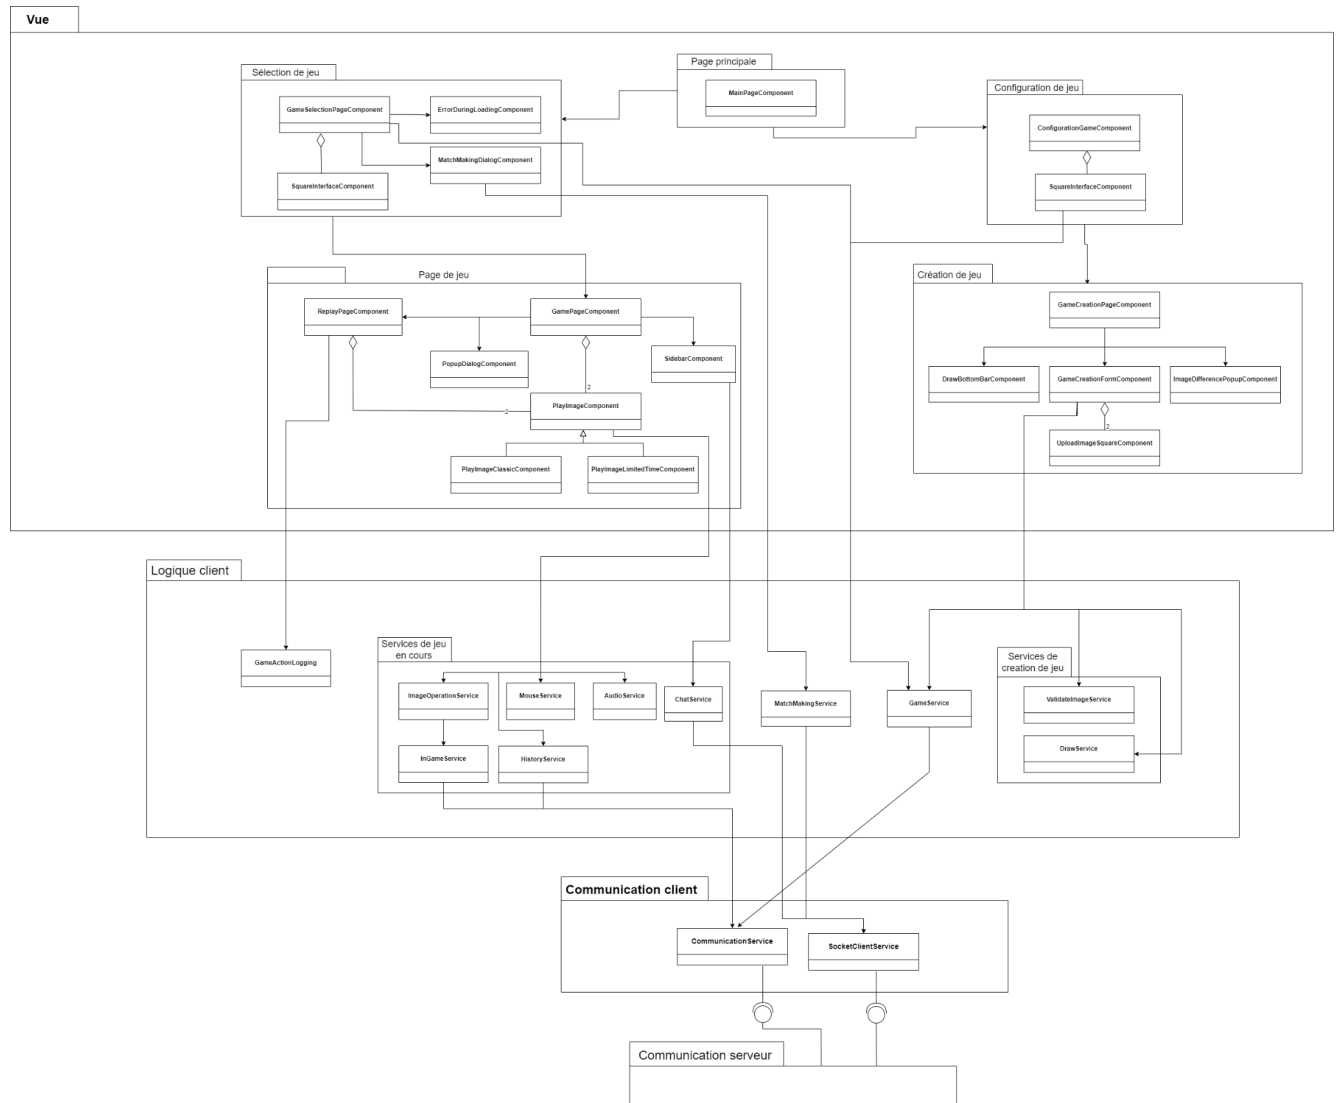 Vue
Page principale
MainPageComponent
Sélection de jeu
GameSelectionPageComponent
ErrorDuringLoadingComponent
MatchMakingDialogComponent
SquareInterfaceComponent
Configuration de jeu
ConfigurationGameComponent
SquareInterfaceComponent
Page de jeu
ReplayPageComponent
GamePageComponent
PopupDialogComponent
SidebarComponent
2
PlayImageComponent
2
PlayImageClassicComponent
PlayImageLimitedTimeComponent
Création de jeu
GameCreationPageComponent
DrawBottomBarComponent
GameCreationFormComponent
ImageDifferencePopupComponent
2
UploadImageSquareComponent
Logique client
GameActionLogging
Services de jeu
en cours
ImageOperationService
MouseService
AudioService
ChatService
InGameService
HistoryService
MatchMakingService
GameService
Services de
creation de jeu
ValidateImageService
DrawService
Communication client
CommunicationService
SocketClientService
Communication serveur